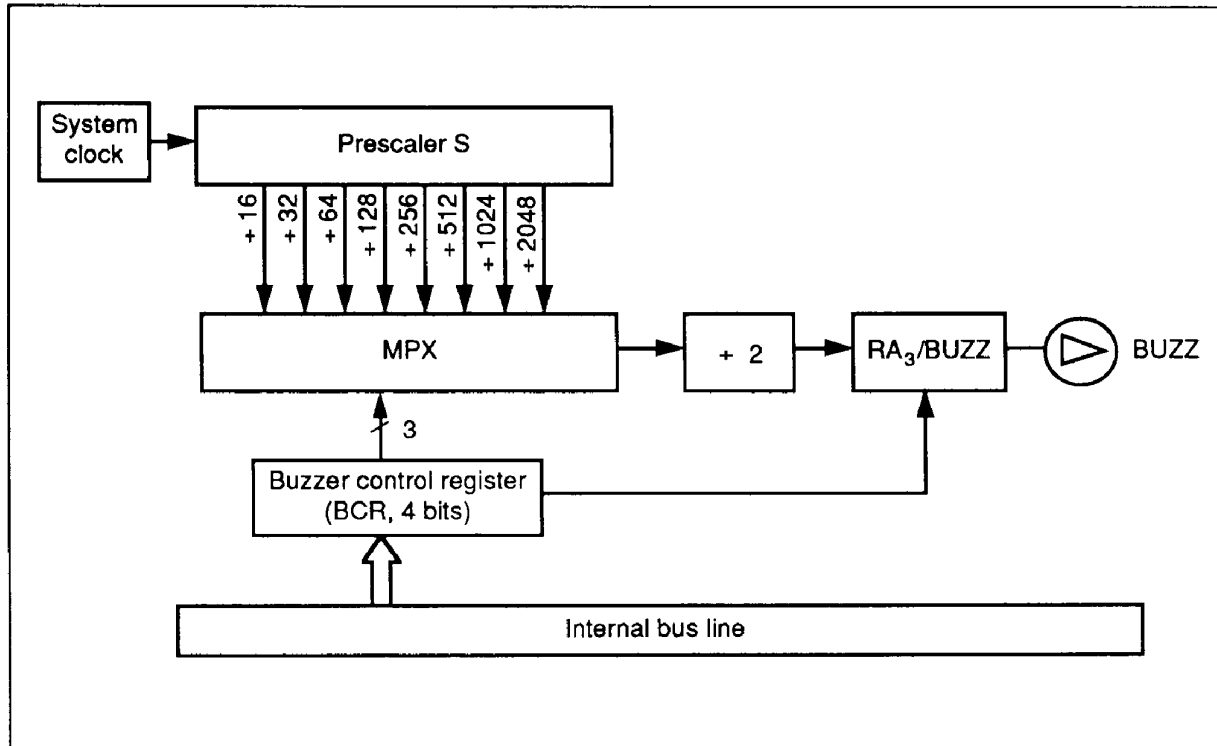 System
clock
Prescaler S
÷ 16
÷ 32
÷ 64
÷ 128
÷ 256
÷ 512
÷ 1024
÷ 2048
MPX
÷ 2
RA₃/BUZZ
BUZZ
3
Buzzer control register
(BCR, 4 bits)
Internal bus line